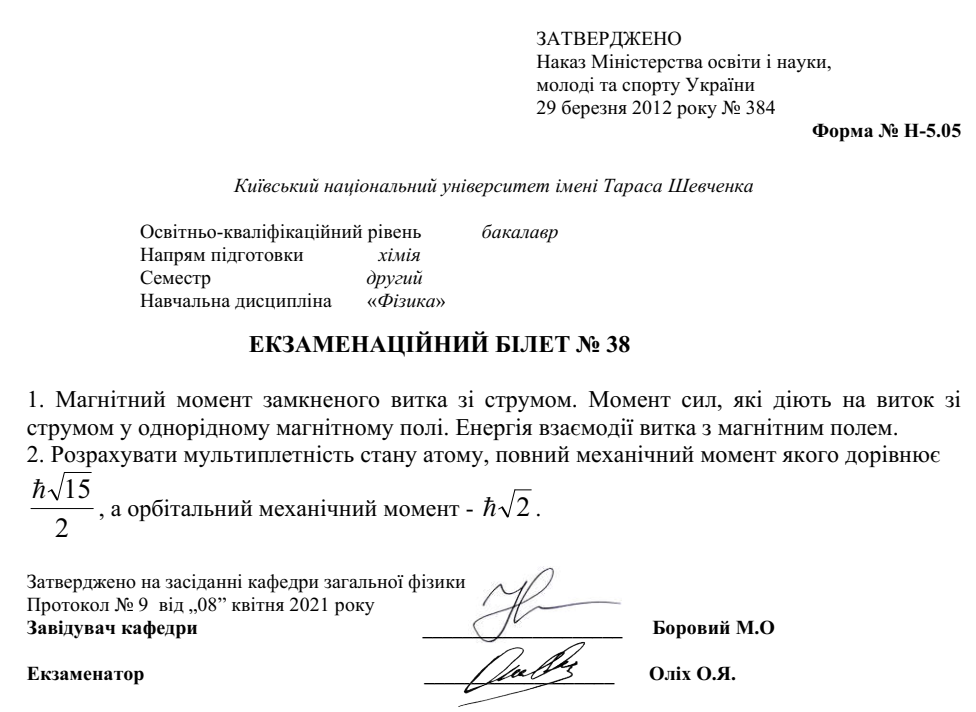 ЗАТВЕРДЖЕНО
Наказ Міністерства освіти і науки,
молоді та спорту України
29 березня 2012 року № 384
Форма № Н-5.05
Київський національний університет імені Тараса Шевченка
Освітньо-кваліфікаційний рівень бакалавр
Напрям підготовки хімія
Семестр другий
Навчальна дисципліна «Фізика»
ЕКЗАМЕНАЦІЙНИЙ БІЛЕТ № 38
1. Магнітний момент замкненого витка зі струмом. Момент сил, які діють на виток зі
струмом у однорідному магнітному полі. Енергія взаємодії витка з магнітним полем.
2. Розрахувати мультиплетність стану атому, повний механічний момент якого дорівнює
ħ√15/2, а орбітальний механічний момент - ħ√2.
Затверджено на засіданні кафедри загальної фізики
Протокол № 9 від „08” квітня 2021 року
Завідувач кафедри ____________________ Боровий М.О
Екзаменатор ____________________ Оліх О.Я.